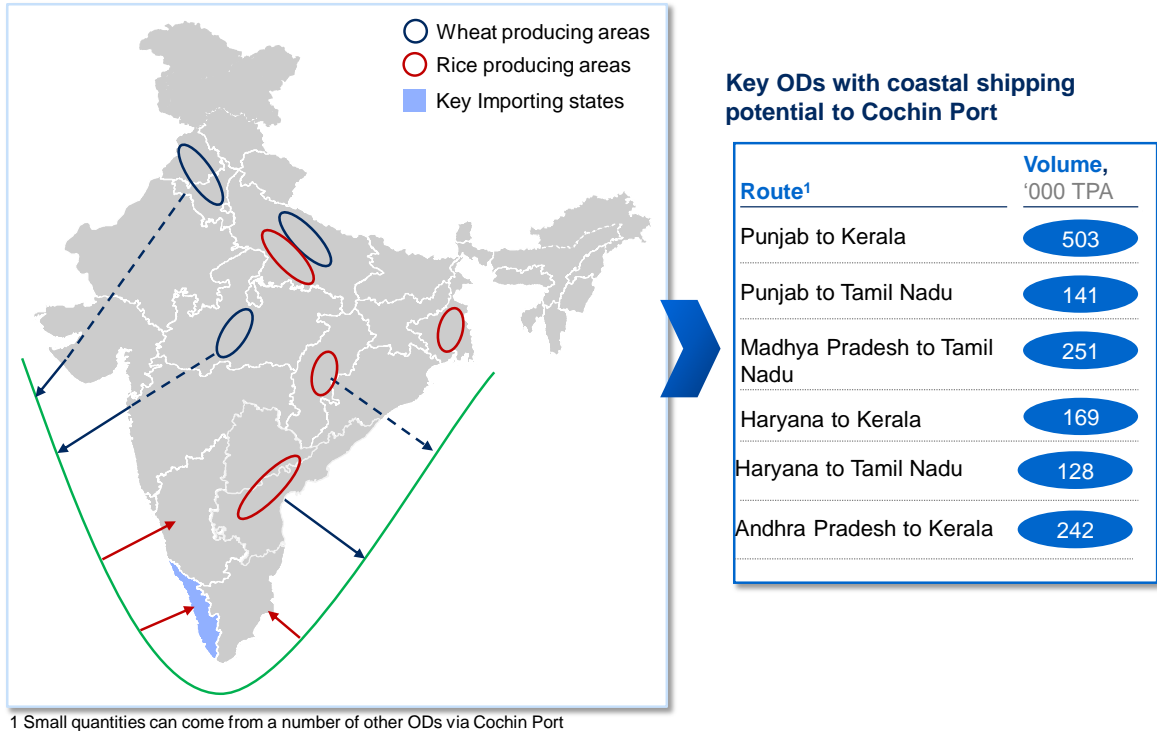 Wheat producing areas
Rice producing areas
Key Importing states
Key ODs with coastal shipping
potential to Cochin Port
Route1
Volume,
‘000 TPA
Punjab to Kerala
503
Punjab to Tamil Nadu
141
Madhya Pradesh to Tamil
Nadu
251
Haryana to Kerala
169
Haryana to Tamil Nadu
128
Andhra Pradesh to Kerala
242
1 Small quantities can come from a number of other ODs via Cochin Port